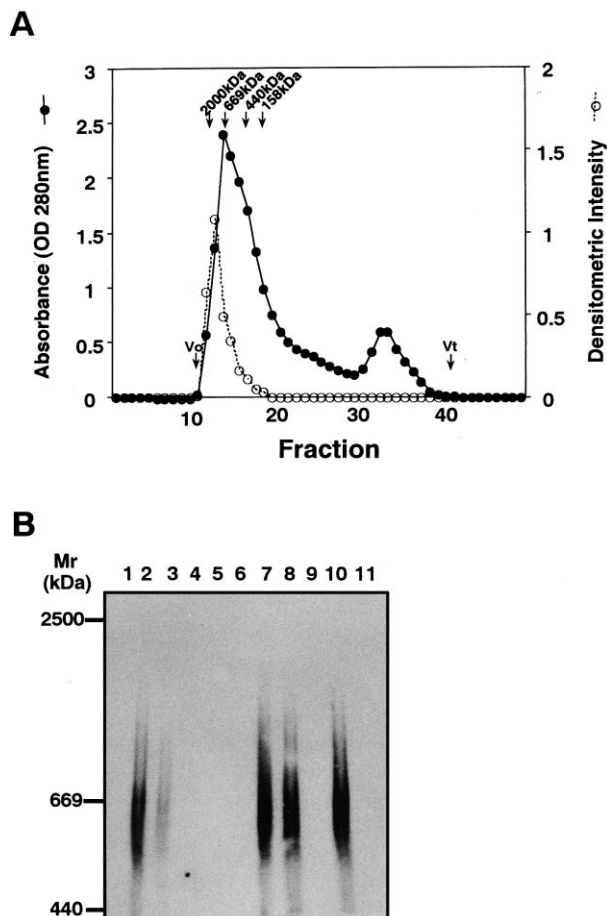 A
Absorbance (OD 280nm)
3
2.5
2
1.5
1
0.5
0
2000kDa
669kDa
440kDa
158kDa
Vo
Vt
2
1.5
1
0.5
0
Densitometric Intensity
10
20
30
40
Fraction
B
Mr
(kDa)
1 2 3 4 5 6 7 8 9 10 11
2500
669
440